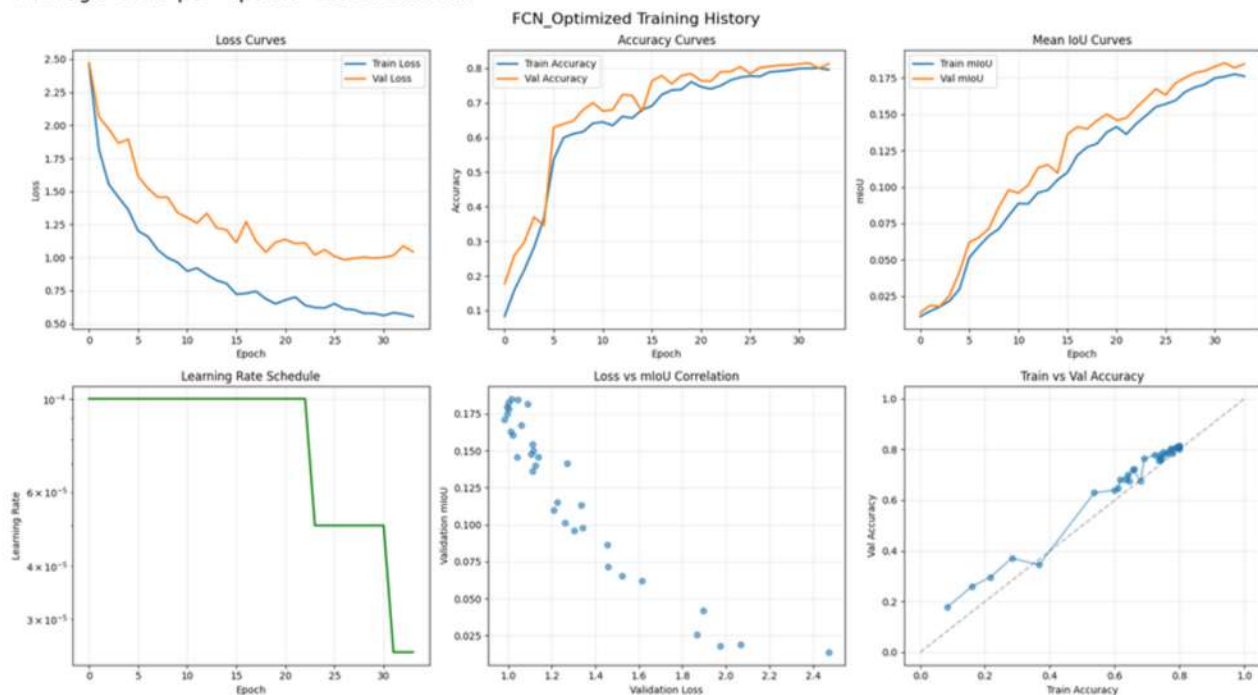 FCN_Optimized Training History
Loss Curves
Train Loss
Val Loss
2.50
2.25
2.00
1.75
1.50
1.25
1.00
0.75
0.50
Loss
0 5 10 15 20 25 30
Epoch
Accuracy Curves
Train Accuracy
Val Accuracy
0.8
0.7
0.6
0.5
0.4
0.3
0.2
0.1
Accuracy
0 5 10 15 20 25 30
Epoch
Mean IoU Curves
Train mIoU
Val mIoU
0.175
0.150
0.125
0.100
0.075
0.050
0.025
mIoU
0 5 10 15 20 25 30
Epoch
Learning Rate Schedule
10⁻⁴
6 × 10⁻⁵
4 × 10⁻⁵
3 × 10⁻⁵
Learning Rate
0 5 10 15 20 25 30
Epoch
Loss vs mIoU Correlation
0.175
0.150
0.125
0.100
0.075
0.050
0.025
Validation mIoU
1.0 1.2 1.4 1.6 1.8 2.0 2.2 2.4
Validation Loss
Train vs Val Accuracy
1.0
0.8
0.6
0.4
0.2
0.0
Val Accuracy
0.0 0.2 0.4 0.6 0.8 1.0
Train Accuracy